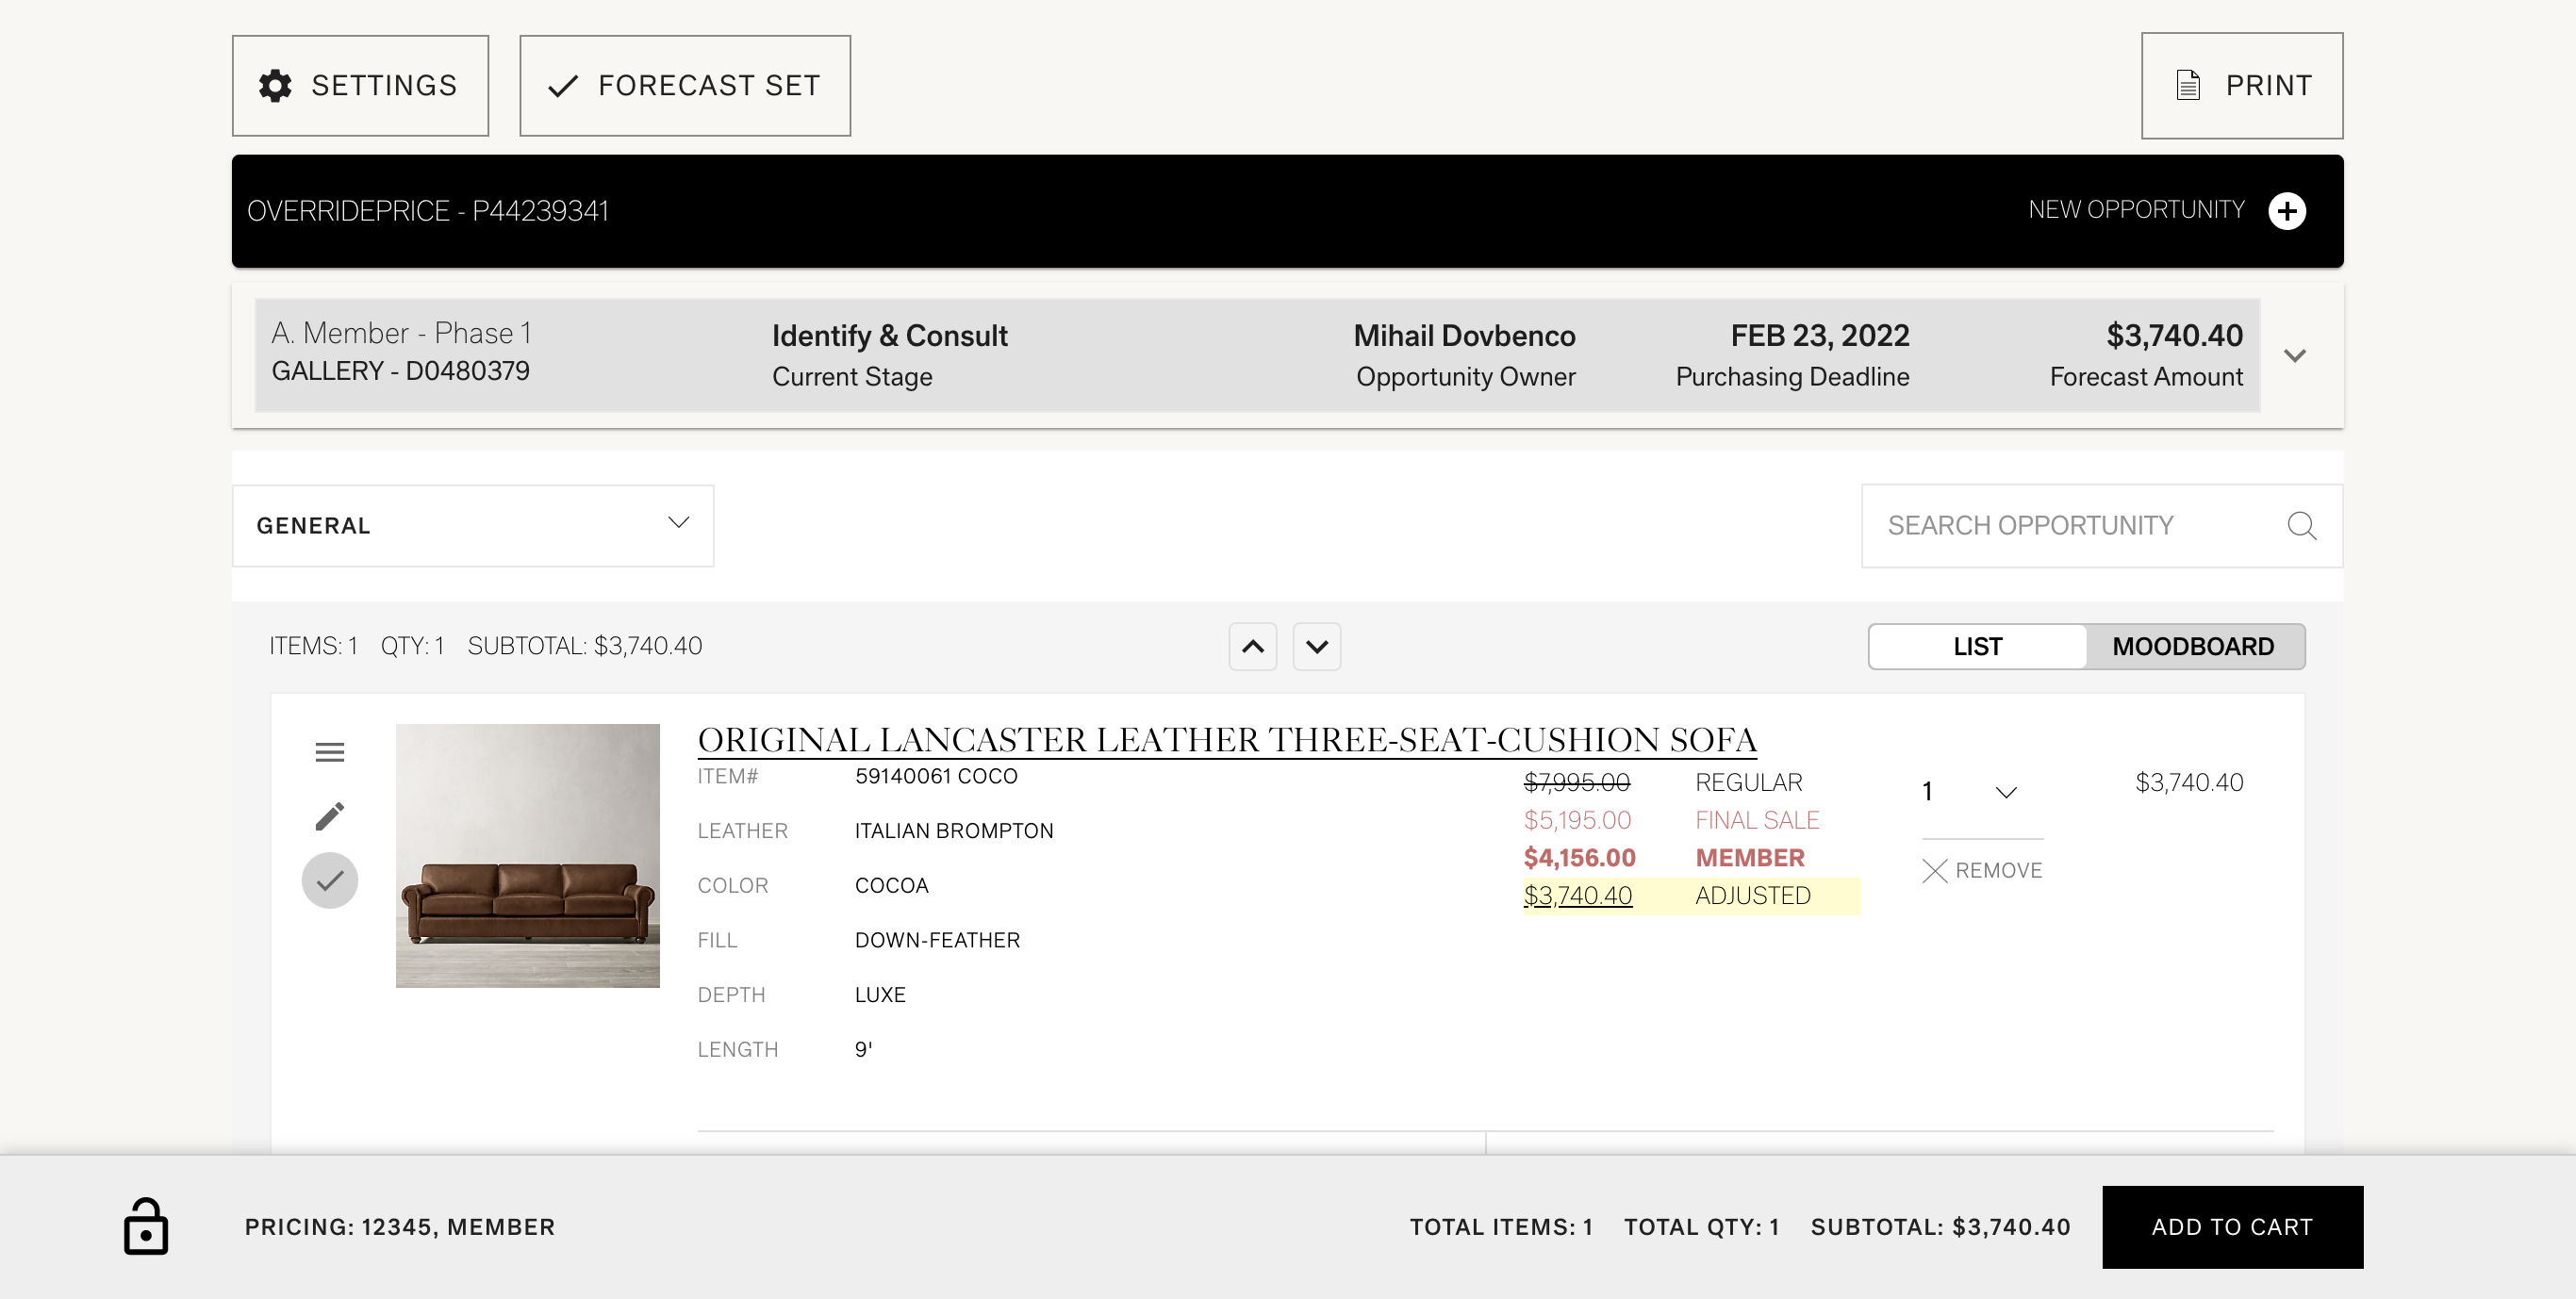 SETTINGS
FORECAST SET
PRINT
OVERRIDEPRICE - P44239341
NEW OPPORTUNITY
A. Member - Phase 1
GALLERY - D0480379
Identify & Consult
Current Stage
Mihail Dovbenco
Opportunity Owner
FEB 23, 2022
Purchasing Deadline
$3,740.40
Forecast Amount
GENERAL
SEARCH OPPORTUNITY
ITEMS: 1 QTY: 1 SUBTOTAL: $3,740.40
LIST
MOODBOARD
ORIGINAL LANCASTER LEATHER THREE-SEAT-CUSHION SOFA
ITEM# 59140061 COCO
LEATHER ITALIAN BROMPTON
COLOR COCOA
FILL DOWN-FEATHER
DEPTH LUXE
LENGTH 9'
$7,995.00 REGULAR
$5,195.00 FINAL SALE
$4,156.00 MEMBER
$3,740.40 ADJUSTED
1
REMOVE
$3,740.40
PRICING: 12345, MEMBER
TOTAL ITEMS: 1 TOTAL QTY: 1 SUBTOTAL: $3,740.40
ADD TO CART